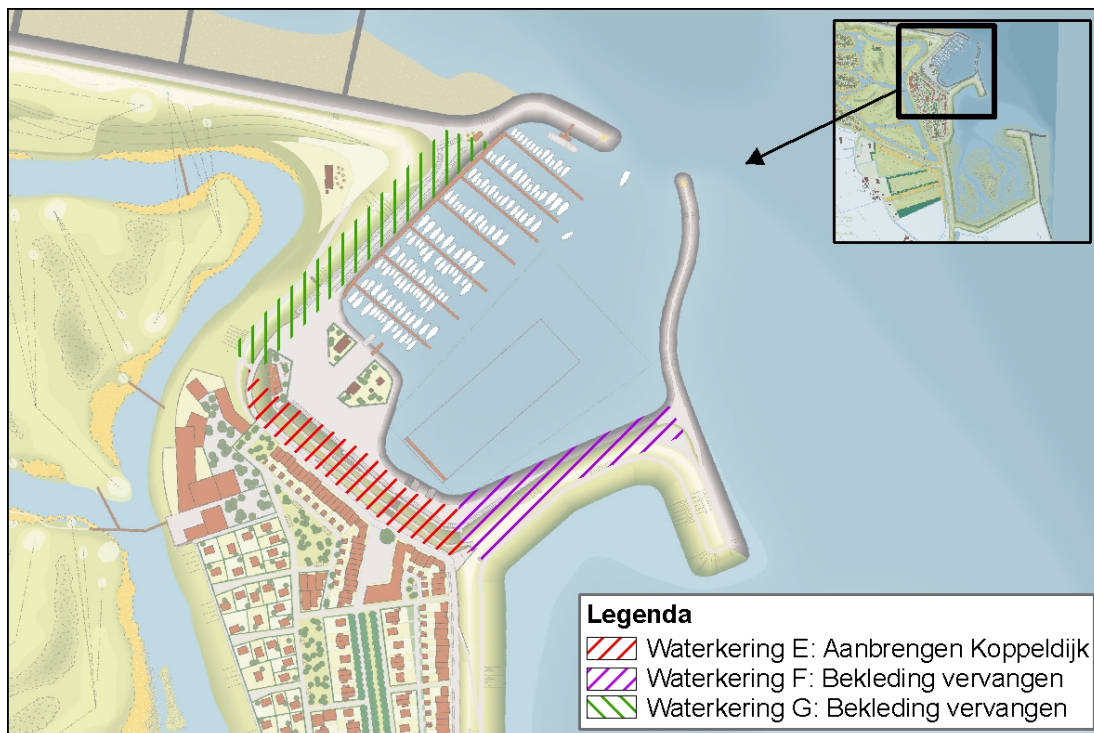 Legenda
Waterkering E: Aanbrengen Koppeldijk
Waterkering F: Bekleding vervangen
Waterkering G: Bekleding vervangen